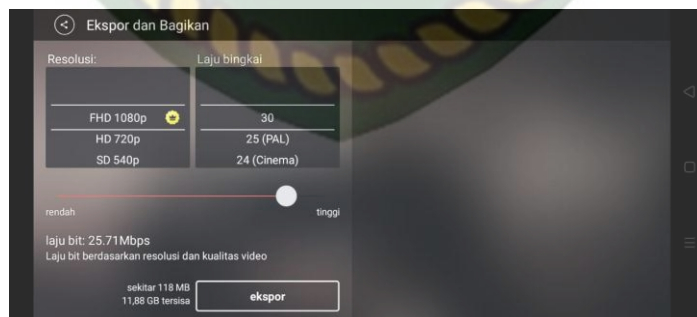 Ekspor dan Bagikan
Resolusi:
Laju bingkai
FHD 1080p
30
HD 720p
25 (PAL)
SD 540p
24 (Cinema)
rendah
tinggi
laju bit: 25.71Mbps
Laju bit berdasarkan resolusi dan kualitas video
sekitar 118 MB
11,88 GB tersisa
ekspor